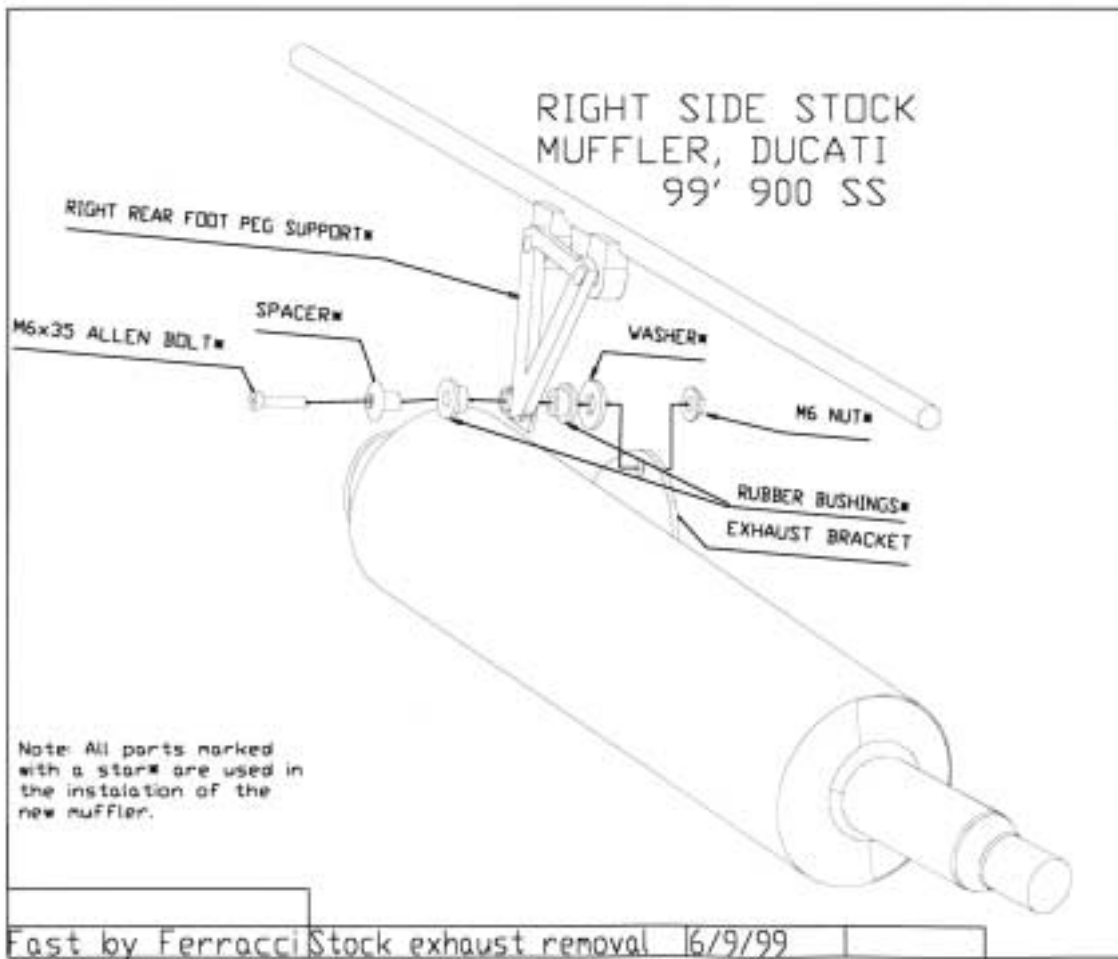 RIGHT SIDE STOCK
MUFFLER, DUCATI
99' 900 SS
RIGHT REAR FOOT PEG SUPPORT*
SPACER*
M6x35 ALLEN BOLT*
WASHER*
M6 NUT*
RUBBER BUSHINGS*
EXHAUST BRACKET
Note: All parts marked
with a star* are used in
the instalation of the
new muffler.
Fast by Ferracci Stock exhaust removal 6/9/99